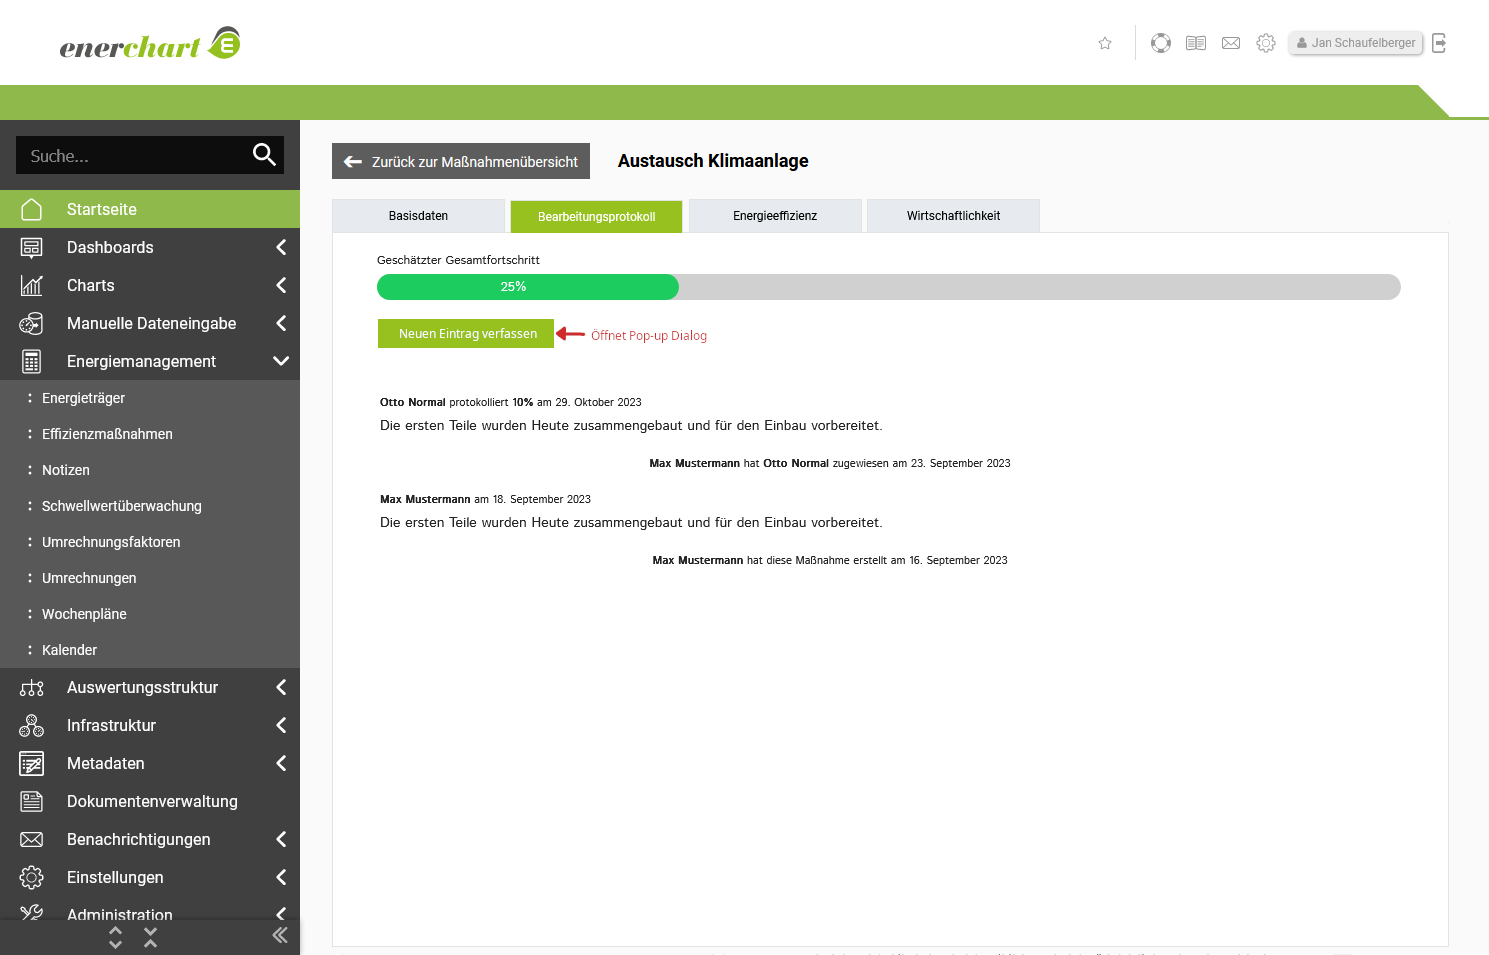 enerchart
Jan Schaufelberger
Suche...
Startseite
Dashboards
Charts
Manuelle Dateneingabe
Energiemanagement
: Energieträger
: Effizienzmaßnahmen
: Notizen
: Schwellwertüberwachung
: Umrechnungsfaktoren
: Umrechnungen
: Wochenpläne
: Kalender
Auswertungsstruktur
Infrastruktur
Metadaten
Dokumentenverwaltung
Benachrichtigungen
Einstellungen
Administration
Zurück zur Maßnahmenübersicht
Austausch Klimaanlage
Basisdaten
Bearbeitungsprotokoll
Energieeffizienz
Wirtschaftlichkeit
Geschätzter Gesamtfortschritt
25%
Neuen Eintrag verfassen
Öffnet Pop-up Dialog
Otto Normal protokolliert 10% am 29. Oktober 2023
Die ersten Teile wurden Heute zusammengebaut und für den Einbau vorbereitet.
Max Mustermann hat Otto Normal zugewiesen am 23. September 2023
Max Mustermann am 18. September 2023
Die ersten Teile wurden Heute zusammengebaut und für den Einbau vorbereitet.
Max Mustermann hat diese Maßnahme erstellt am 16. September 2023